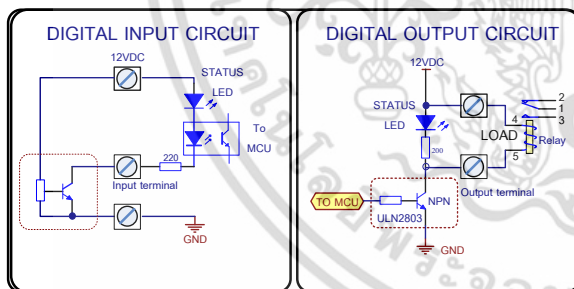 DIGITAL INPUT CIRCUIT
12VDC
STATUS
LED
To
MCU
220
Input terminal
GND
DIGITAL OUTPUT CIRCUIT
12VDC
STATUS
LED
200
2
1
3
4
LOAD
Relay
5
Output terminal
TO MCU
NPN
ULN2803
GND